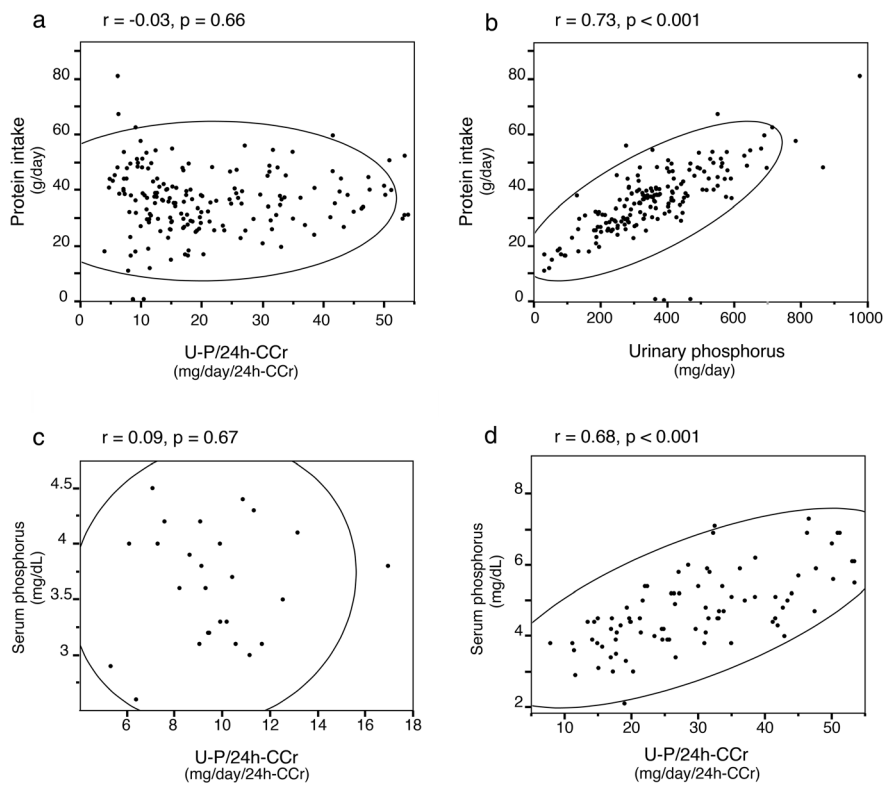 a
r = -0.03, p = 0.66
Protein intake
(g/day)
80
60
40
20
0
0
10
20
30
40
50
U-P/24h-CCr
(mg/day/24h-CCr)
b
r = 0.73, p < 0.001
Protein intake
(g/day)
80
60
40
20
0
0
200
400
600
800
1000
Urinary phosphorus
(mg/day)
c
r = 0.09, p = 0.67
Serum phosphorus
(mg/dL)
4.5
4
3.5
3
6
8
10
12
14
16
18
U-P/24h-CCr
(mg/day/24h-CCr)
d
r = 0.68, p < 0.001
Serum phosphorus
(mg/dL)
8
6
4
2
10
20
30
40
50
U-P/24h-CCr
(mg/day/24h-CCr)